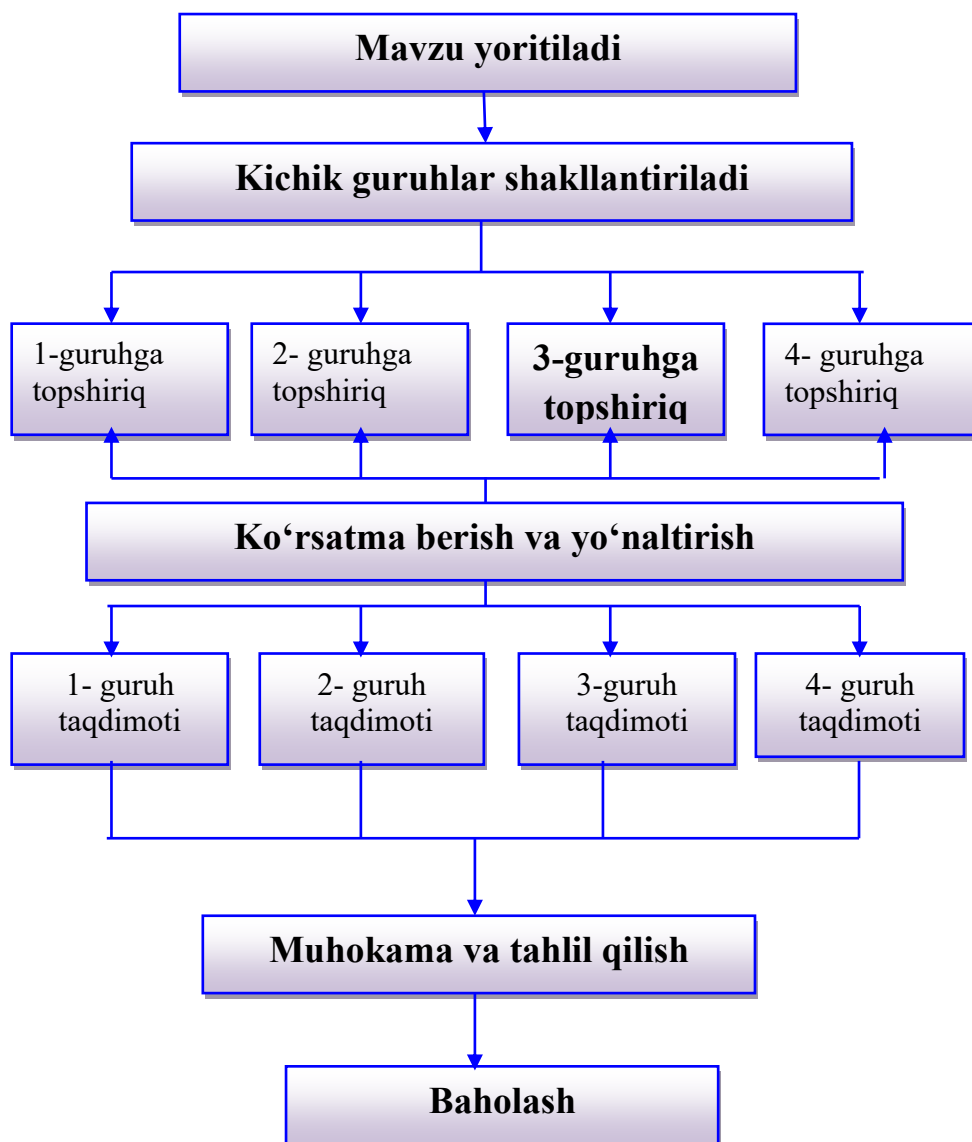 Mavzu yoritiladi
Kichik guruhlar shakllantiriladi
1-guruhga
topshiriq
2- guruhga
topshiriq
3-guruhga
topshiriq
4- guruhga
topshiriq
Ko‘rsatma berish va yo‘naltirish
1- guruh
taqdimoti
2- guruh
taqdimoti
3-guruh
taqdimoti
4- guruh
taqdimoti
Muhokama va tahlil qilish
Baholash